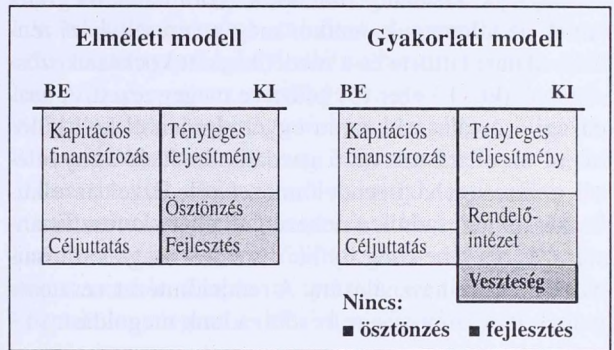 Elméleti modell
BE KI
Kapitációs finanszírozás
Tényleges teljesítmény
Ösztönzés
Céljuttatás
Fejlesztés
Gyakorlati modell
BE KI
Kapitációs finanszírozás
Tényleges teljesítmény
Rendelő-
intézet
Céljuttatás
Veszteség
Nincs:
■ ösztönzés ■ fejlesztés